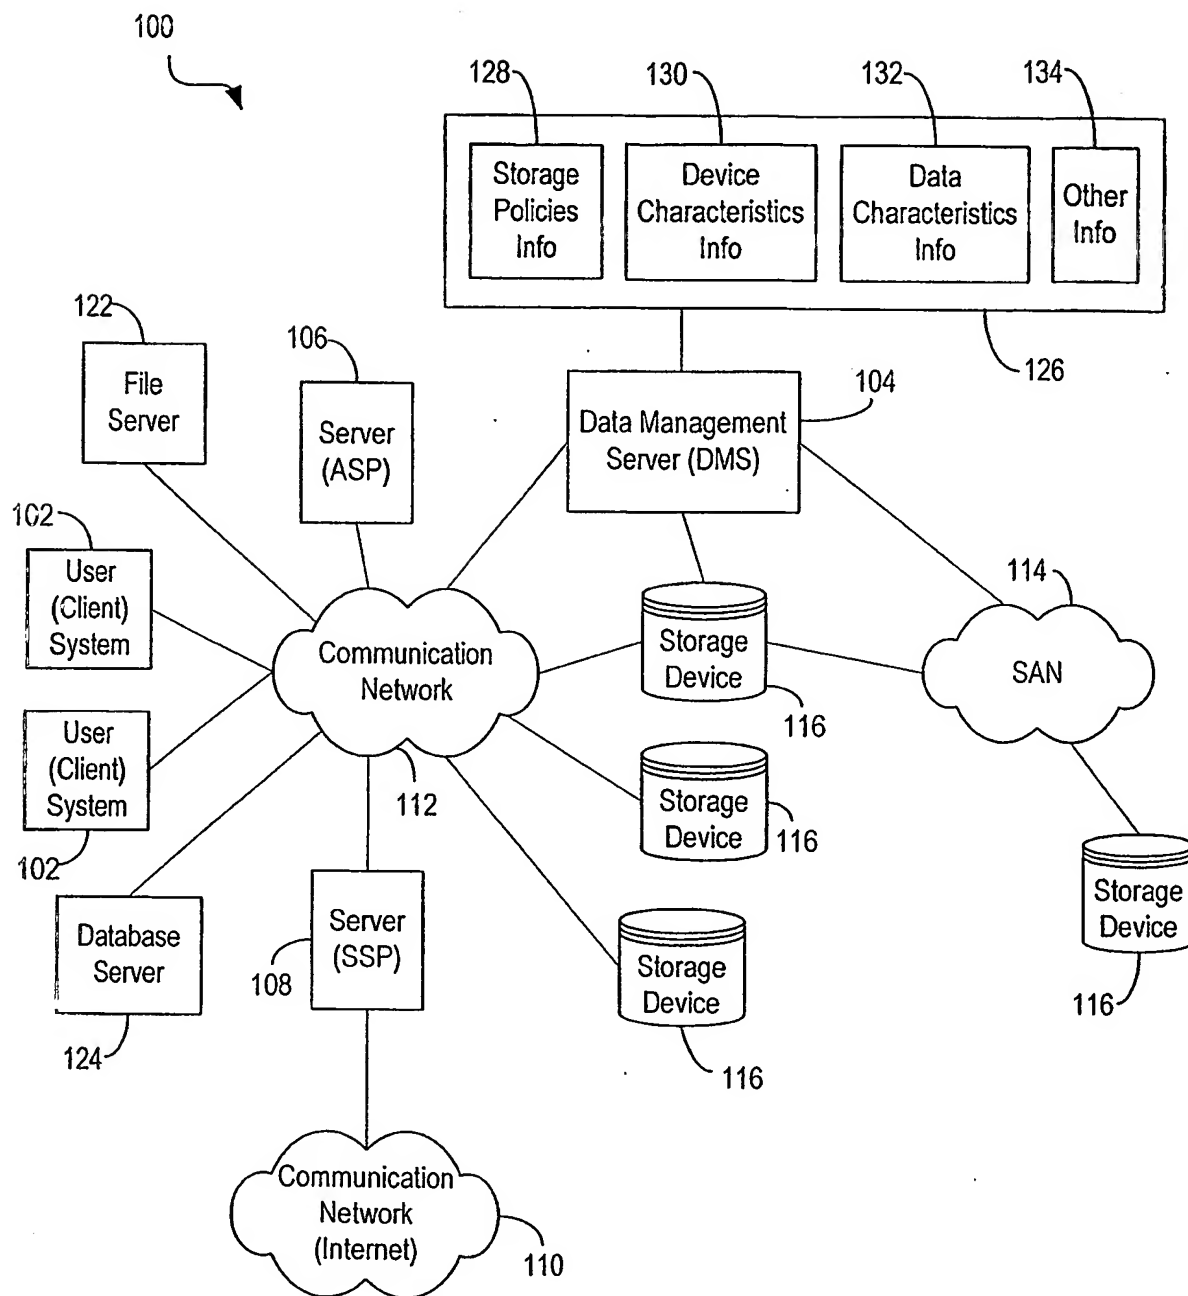 100
128
130
132
134
Storage
Policies
Info
Device
Characteristics
Info
Data
Characteristics
Info
Other
Info
126
122
File
Server
106
Server
(ASP)
104
Data Management
Server (DMS)
102
User
(Client)
System
Communication
Network
112
Storage
Device
116
114
SAN
User
(Client)
System
102
Storage
Device
116
Storage
Device
116
Database
Server
124
Server
(SSP)
108
Storage
Device
116
Communication
Network
(Internet)
110